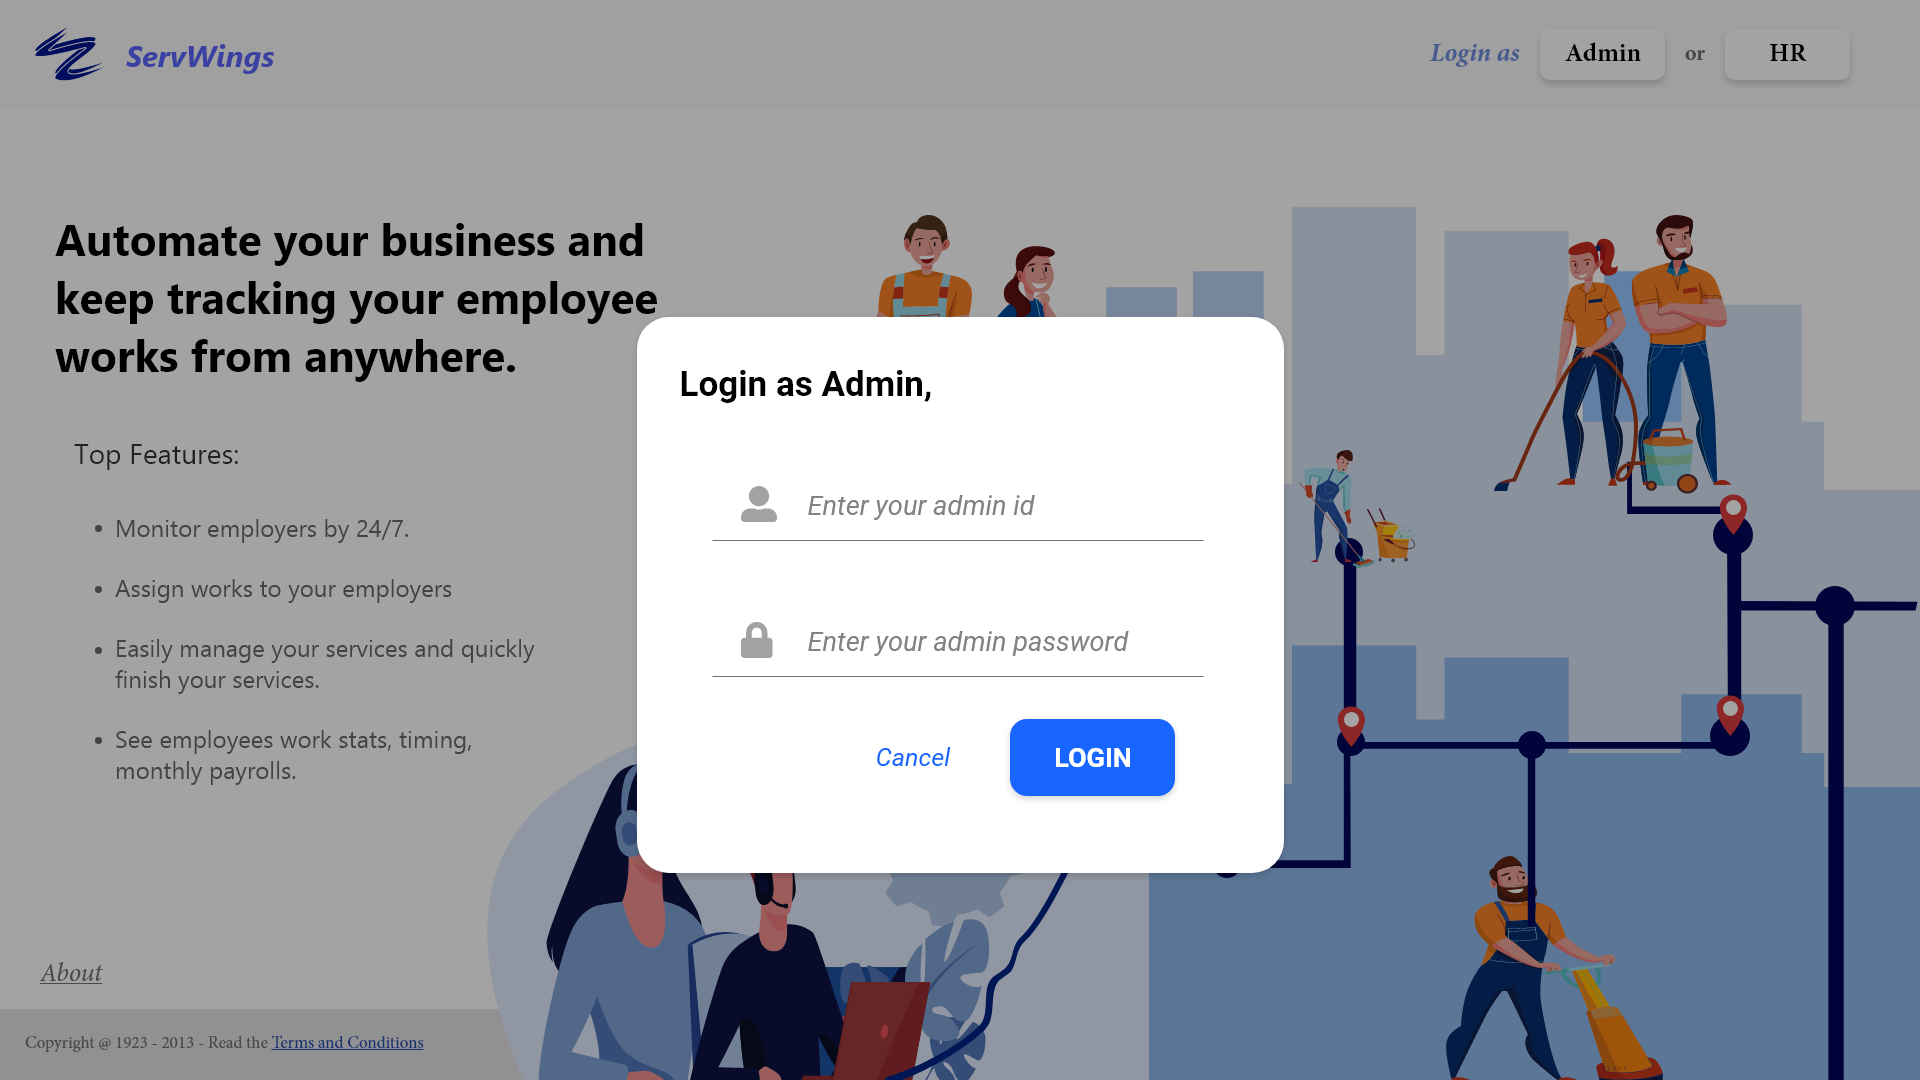 ServWings
Login as Admin or HR
Automate your business and
keep tracking your employee
works from anywhere.
Top Features:
• Monitor employers by 24/7.
• Assign works to your employers
• Easily manage your services and quickly
finish your services.
• See employees work stats, timing,
monthly payrolls.
Login as Admin,
Enter your admin id
Enter your admin password
Cancel LOGIN
About
Copyright @ 1923 - 2013 - Read the Terms and Conditions